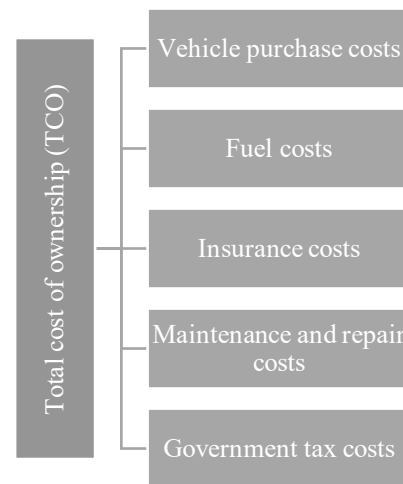 Total cost of ownership (TCO)
Vehicle purchase costs
Fuel costs
Insurance costs
Maintenance and repair
costs
Government tax costs